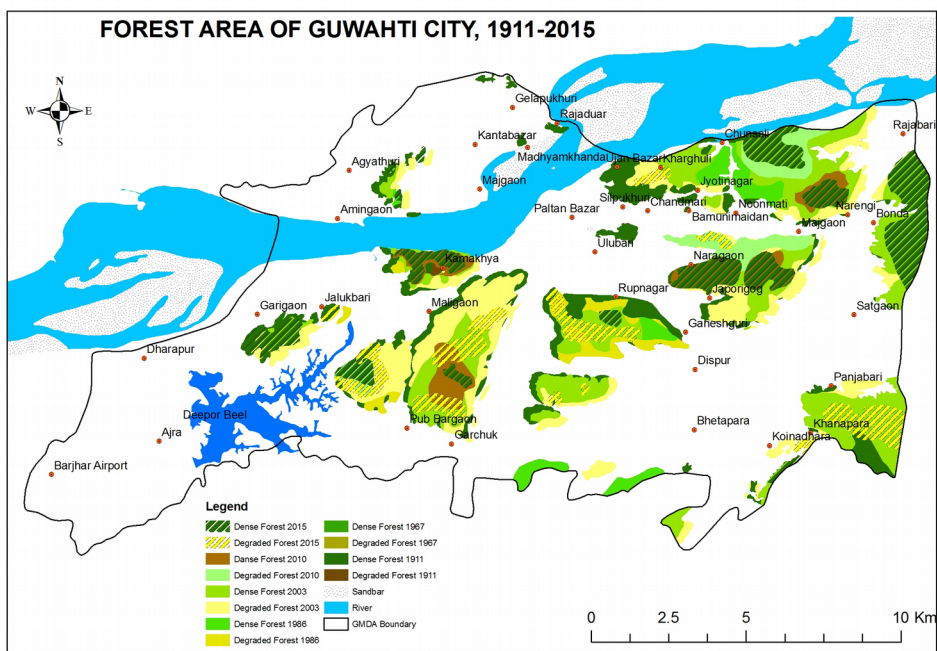 FOREST AREA OF GUWAHTI CITY, 1911-2015
N
W E
S
Gelapukhuri
Rajaduar
Rajabari
Kantabazar
Chunsali
Madhyamkhanda
Ujan Bazar
Kharghuli
Agyathuri
Majgaon
Jyotinagar
Silpukhuri
Chandmari
Noonmati
Narengi
Amingaon
Paltan Bazar
Bamunimaidan
Bonda
Majgaon
Uluban
Kamakhya
Naragaon
Rupnagar
Japorigog
Garigaon
Jalukbari
Maligaon
Satgaon
Ganeshguri
Dharapur
Dispur
Panjabari
Deepor Beel
Pub Bargaon
Bhetapara
Khanapara
Ajra
Garchuk
Koinadhara
Barjhar Airport
Legend
Dense Forest 2015
Degraded Forest 2015
Danse Forest 2010
Degraded Forest 2010
Dense Forest 2003
Degraded Forest 2003
Dense Forest 1986
Degraded Forest 1986
Dense Forest 1967
Degraded Forest 1967
Dense Forest 1911
Degraded Forest 1911
Sandbar
River
GMDA Boundary
0 2.5 5 10 Km